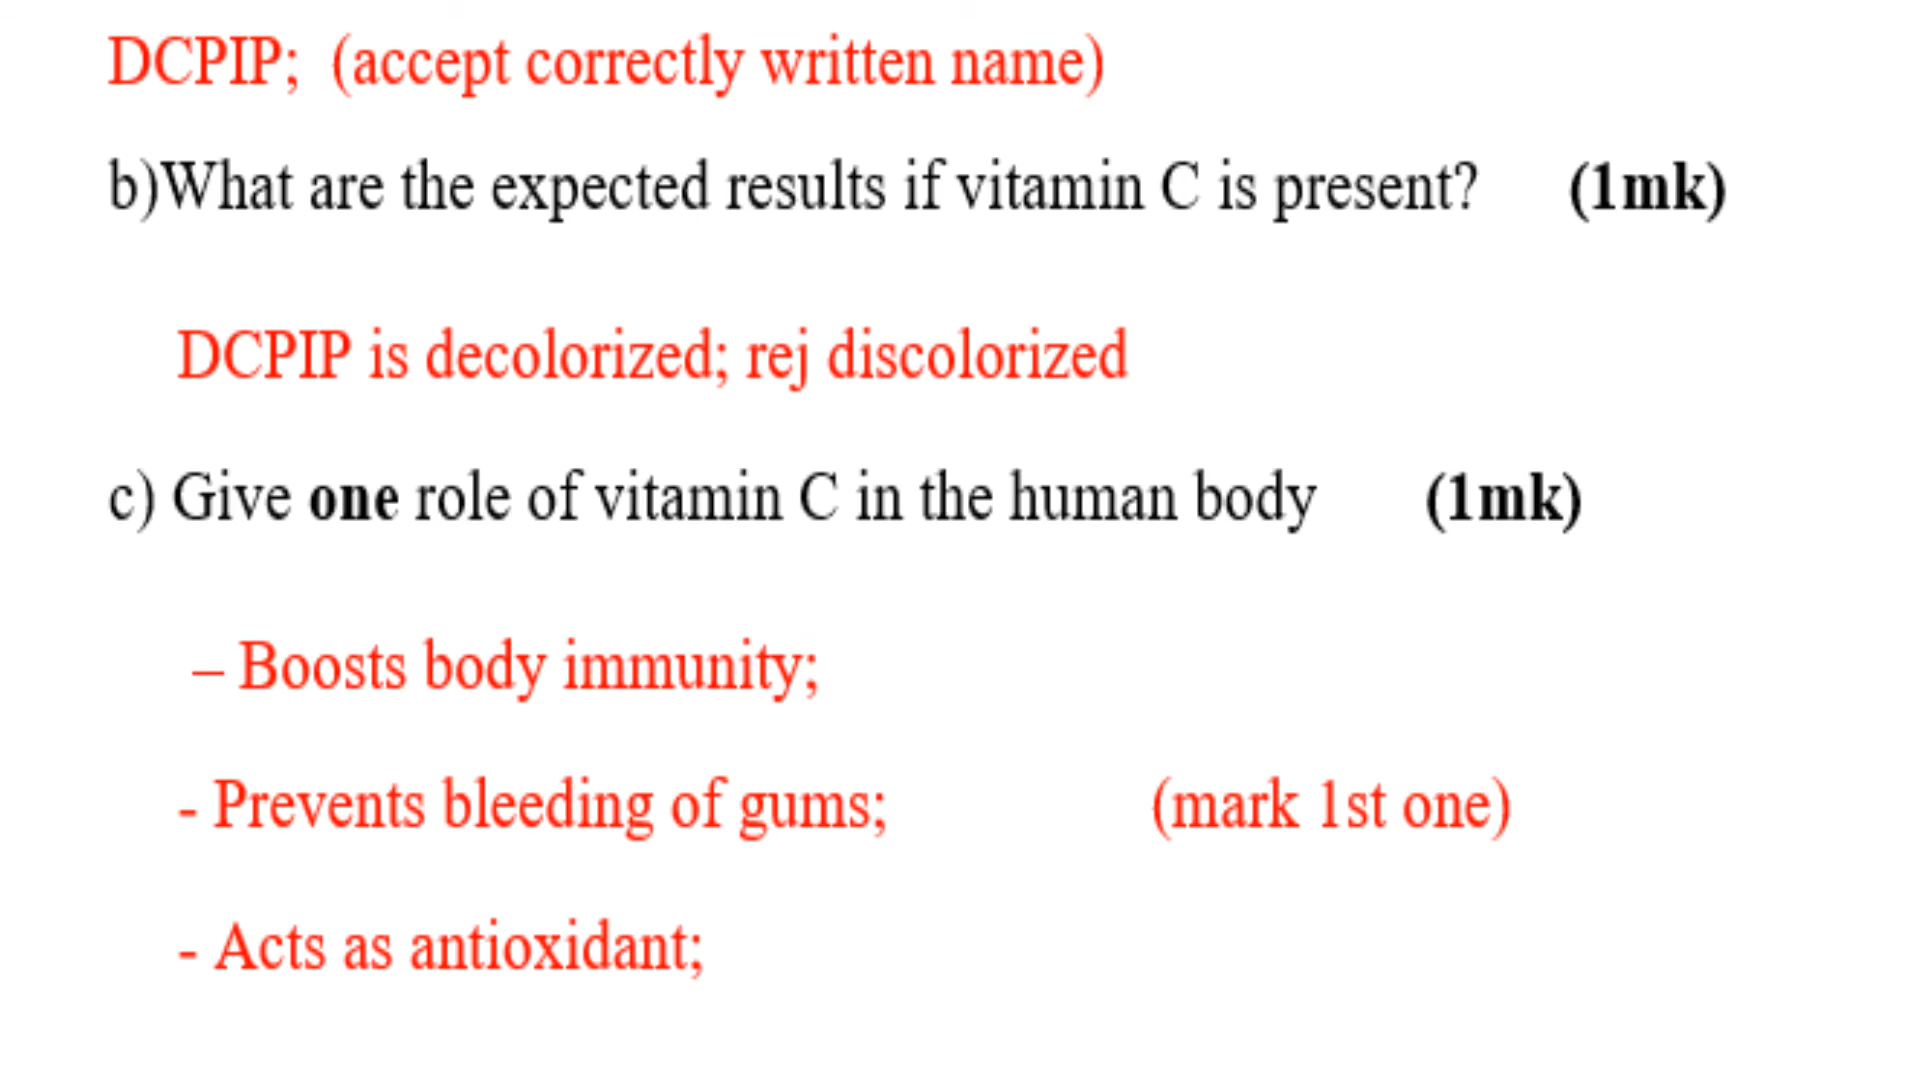 DCPIP; (accept correctly written name)
b)What are the expected results if vitamin C is present? (1mk)
DCPIP is decolorized; rej discolorized
c) Give one role of vitamin C in the human body (1mk)
– Boosts body immunity;
- Prevents bleeding of gums; (mark 1st one)
- Acts as antioxidant;